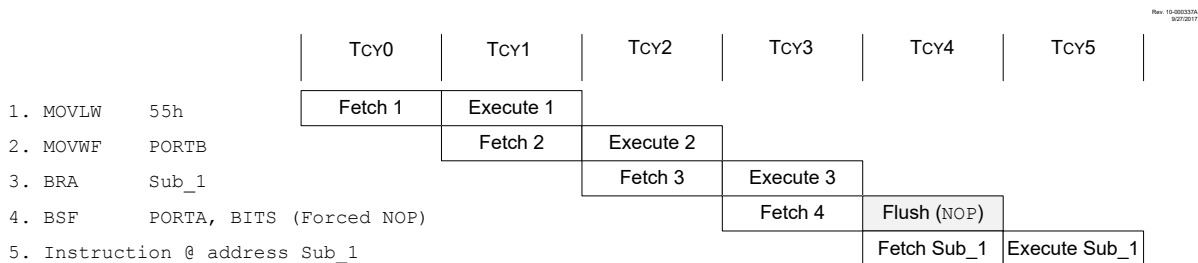 Rev. 10-000337A
9/27/2017
TCY0 TCY1 TCY2 TCY3 TCY4 TCY5
1. MOVLW 55h Fetch 1 Execute 1
2. MOVWF PORTB Fetch 2 Execute 2
3. BRA Sub_1 Fetch 3 Execute 3
4. BSF PORTA, BITS (Forced NOP) Fetch 4 Flush (NOP)
5. Instruction @ address Sub_1 Fetch Sub_1 Execute Sub_1